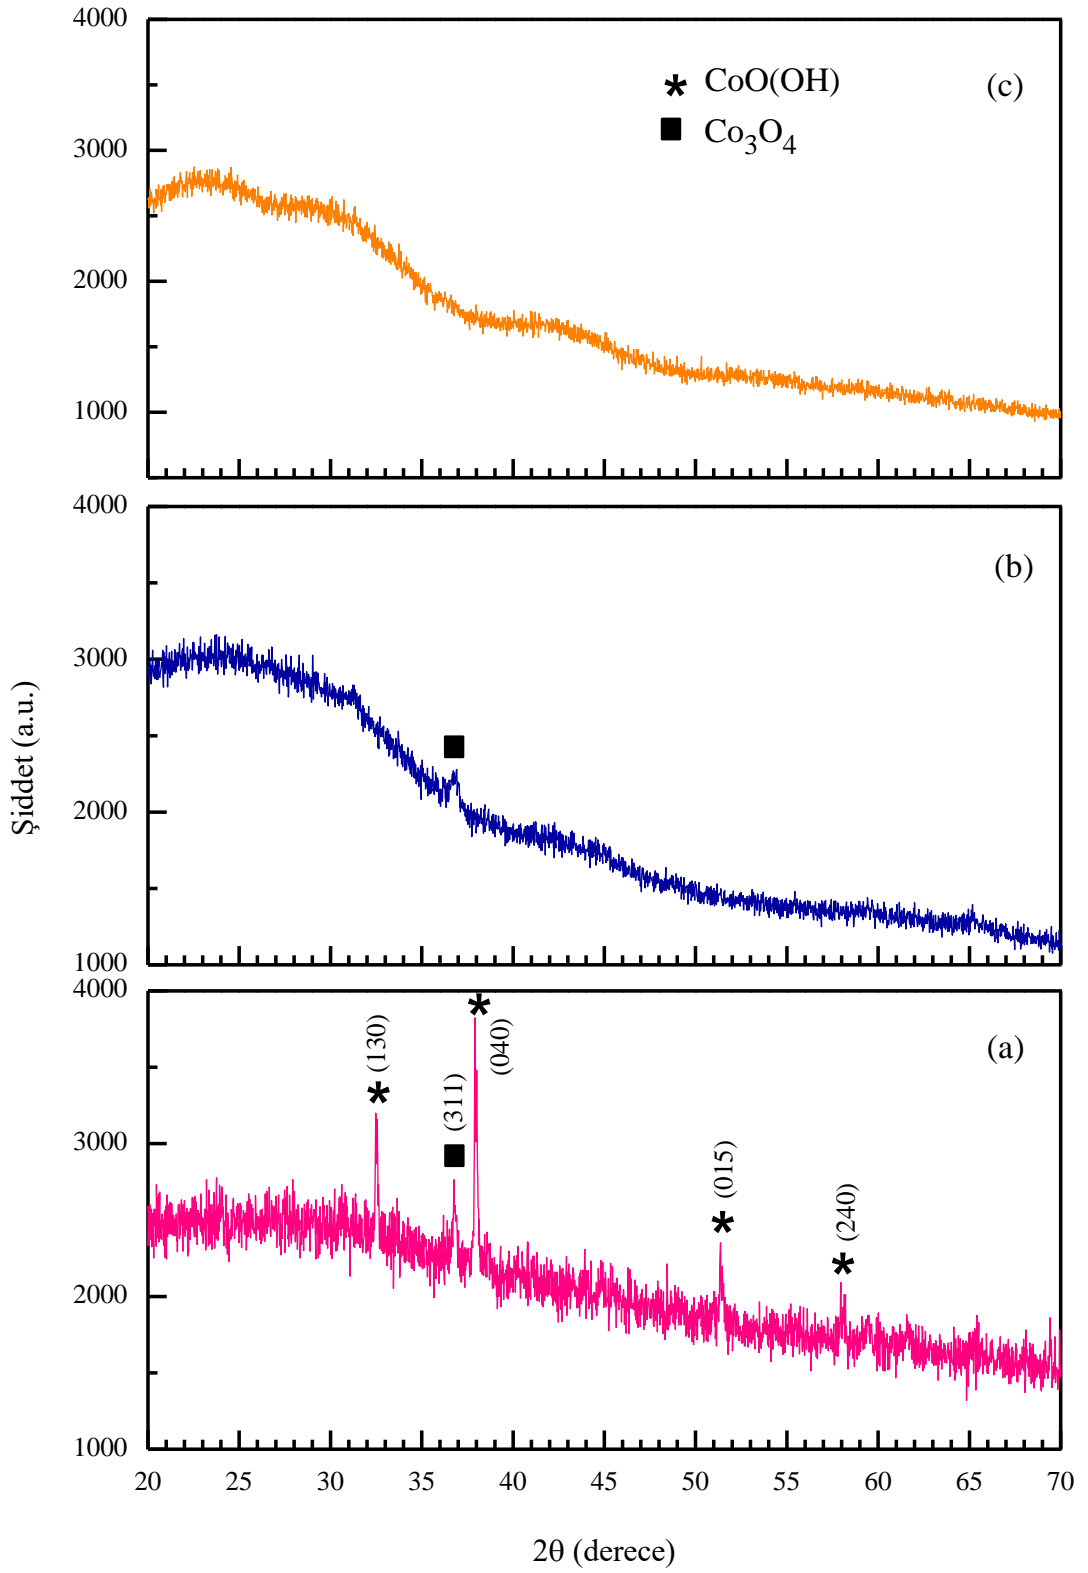 4000
3000
2000
1000
* CoO(OH)
■ Co₃O₄
(c)
4000
3000
2000
1000
■
(b)
Şiddet (a.u.)
4000
3000
2000
1000
* (130)
■ (311)
* (040)
* (015)
* (240)
(a)
20 25 30 35 40 45 50 55 60 65 70
2θ (derece)